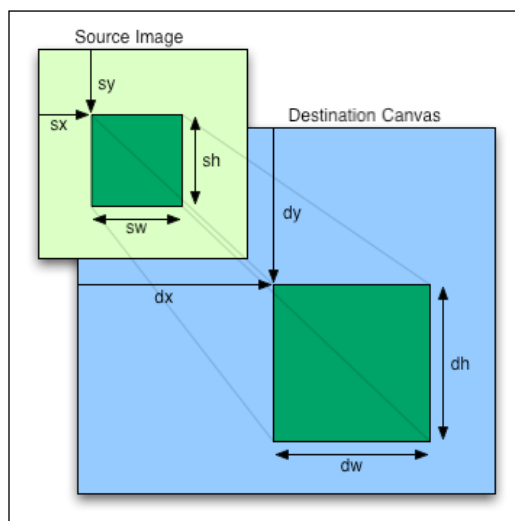 Source Image
sy
sx
Destination Canvas
sh
sw
dy
dx
dh
dw